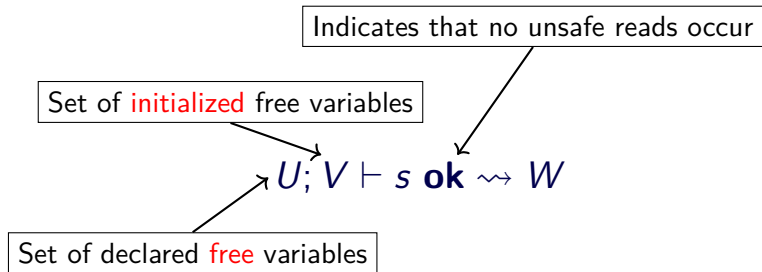 Indicates that no unsafe reads occur
Set of initialized free variables
U; V ⊢ s ok ⇝ W
Set of declared free variables